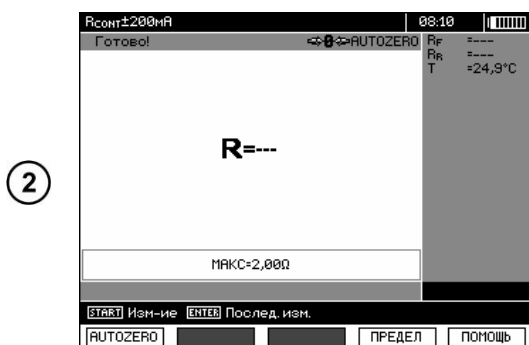 RCONT±200мА 08:10
Готово! AUTOZERO
RF =---
RR =---
T =24,9°C
R=---
2
МАКС=2,00Ω
START Изм-ие ENTER Послед. изм.
AUTOZERO ПРЕДЕЛ ПОМОЩЬ